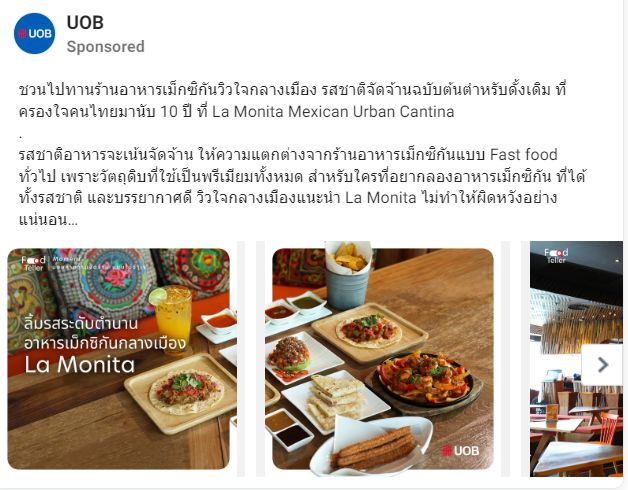 UOB
UOB
Sponsored
ชวนไปทานร้านอาหารเม็กซิกันวิวใจกลางเมือง รสชาติจัดจ้านฉบับต้นตำหรับดั้งเดิม ที่
ครองใจคนไทยมานับ 10 ปี ที่ La Monita Mexican Urban Cantina
.
รสชาติอาหารจะเน้นจัดจ้าน ให้ความแตกต่างจากร้านอาหารเม็กซิกันแบบ Fast food
ทั่วไป เพราะวัตถุดิบที่ใช้เป็นพรีเมียมทั้งหมด สำหรับใครที่อยากลองอาหารเม็กซิกัน ที่ได้
ทั้งรสชาติ และบรรยากาศดี วิวใจกลางเมืองแนะนำ La Monita ไม่ทำให้ผิดหวังอย่าง
แน่นอน...
Food Teller
Moment
ลิ้มรสระดับตำนาน
อาหารเม็กซิกันกลางเมือง
La Monita
UOB
Food Teller